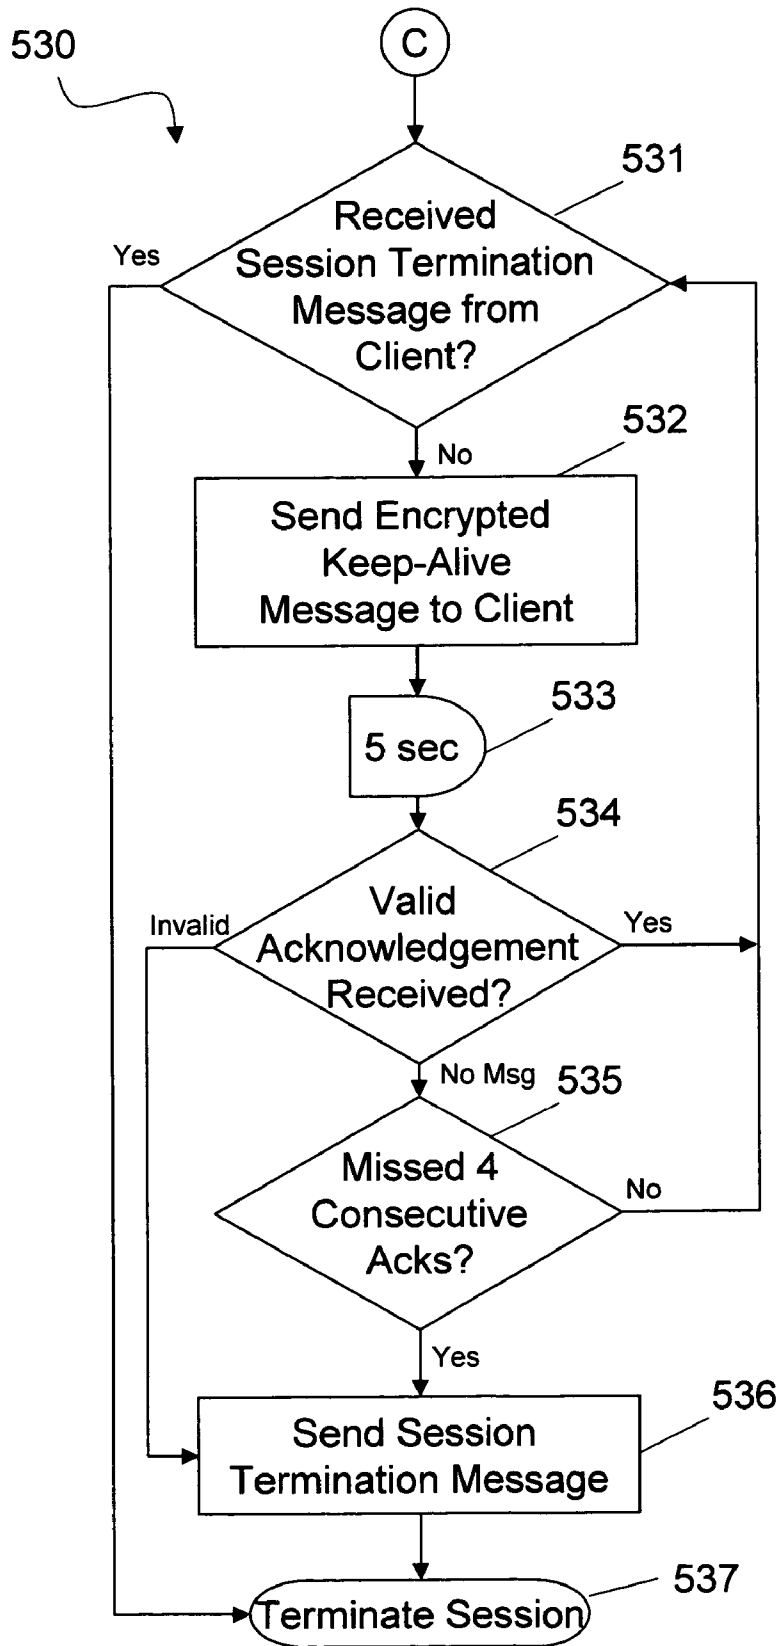 C
530
531
Received
Session Termination
Message from
Client?
Yes
No
532
Send Encrypted
Keep-Alive
Message to Client
533
5 sec
534
Valid
Acknowledgement
Received?
Invalid
Yes
No Msg
535
Missed 4
Consecutive
Acks?
No
Yes
536
Send Session
Termination Message
537
Terminate Session